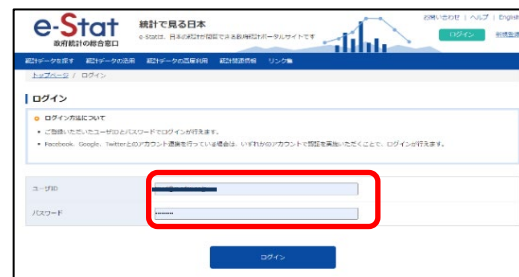 e-Stat
政府統計の総合窓口
統計で見る日本
e-Statは、日本の統計が閲覧できる政府統計ポータルサイトです
お問い合わせ | ヘルプ | English
ログイン
新規登録
統計データを探す 統計データの活用 統計データの高度利用 統計関連情報 リンク集
トップページ / ログイン
ログイン
ログイン方法について
ご登録いただいたユーザIDとパスワードでログインが行えます。
Facebook、Google、Twitterとのアカウント連携を行っている場合は、いずれかのアカウントで認証を実施いただくことで、ログインが行えます。
ユーザID
パスワード
ログイン